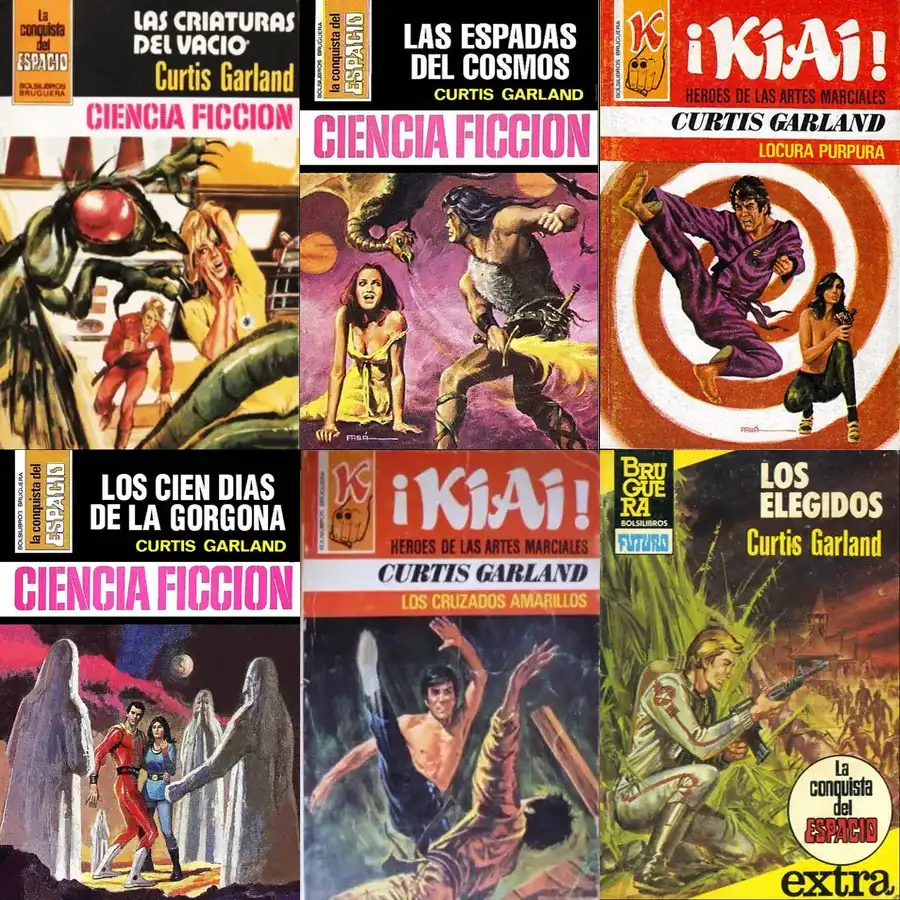 La
conquista
del
ESPACIO
BOLSILIBROS
BRUGUERA
LAS CRIATURAS
DEL VACIO
Curtis Garland
CIENCIA FICCION
BOLSILIBROS BRUGUERA
la conquista del
ESPACIO
LAS ESPADAS
DEL COSMOS
CURTIS GARLAND
CIENCIA FICCION
FABÁ
BOLSILIBROS BRUGUERA
K
¡KiAi!
HEROES DE LAS ARTES MARCIALES
CURTIS GARLAND
LOCURA PURPURA
FABÁ
BOLSILIBROS BRUGUERA
la conquista del
ESPACIO
LOS CIEN DIAS
DE LA GORGONA
CURTIS GARLAND
CIENCIA FICCION
BOLSILIBROS BRUGUERA
K
¡KiAi!
HEROES DE LAS ARTES MARCIALES
CURTIS GARLAND
LOS CRUZADOS AMARILLOS
BRU
GUE
RA
BOLSILIBROS
FUTURO
LOS
ELEGIDOS
Curtis Garland
La
conquista
del
ESPACIO
extra